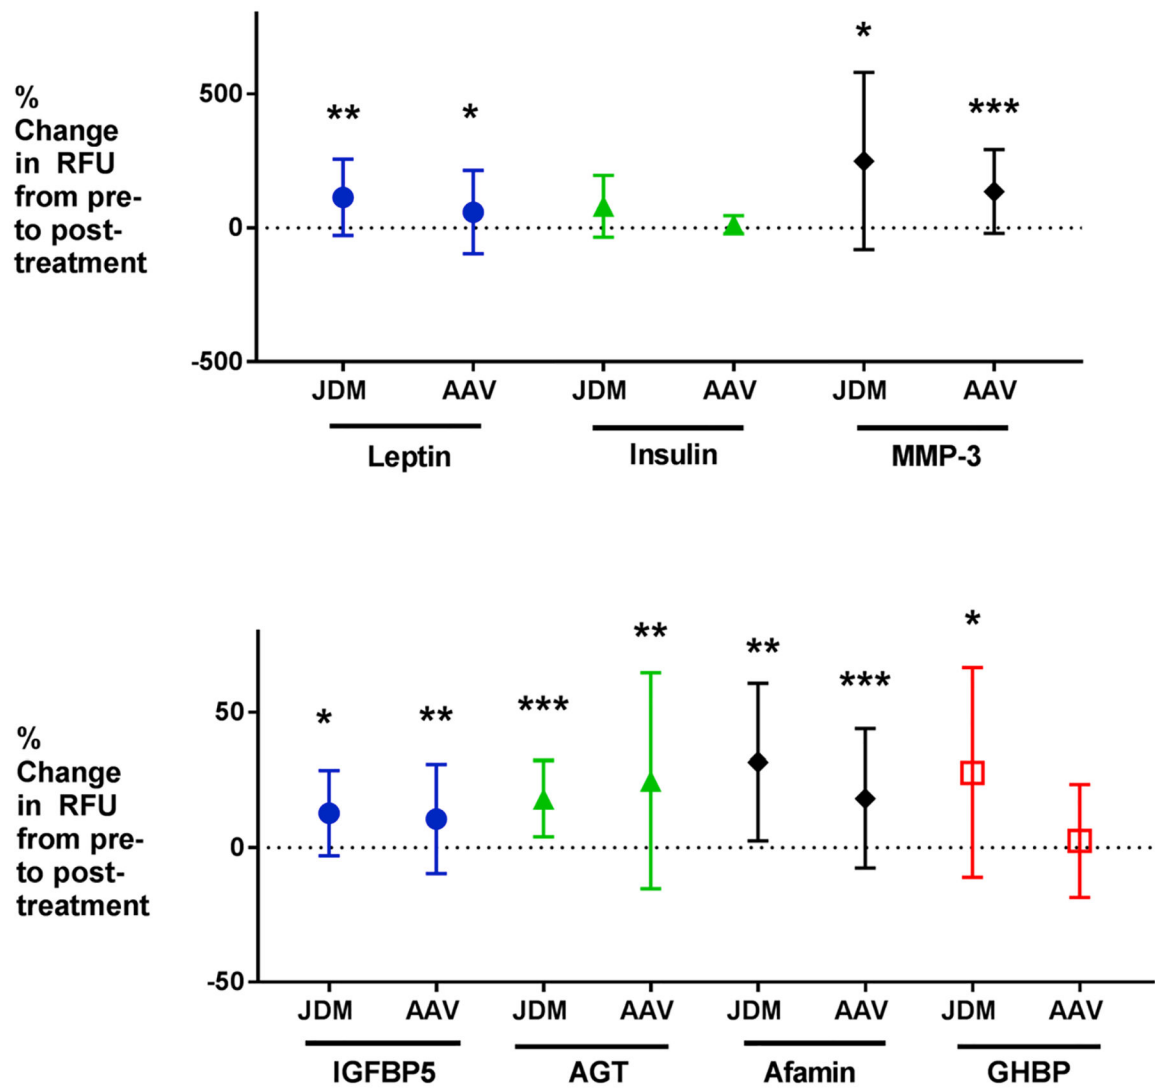 %
Change
in RFU
from pre-
to post-
treatment
500
0
-500
** * * ***
JDM AAV JDM AAV JDM AAV
Leptin Insulin MMP-3
%
Change
in RFU
from pre-
to post-
treatment
50
0
-50
* ** *** ** ** *** *
JDM AAV JDM AAV JDM AAV JDM AAV
IGFBP5 AGT Afamin GHBP